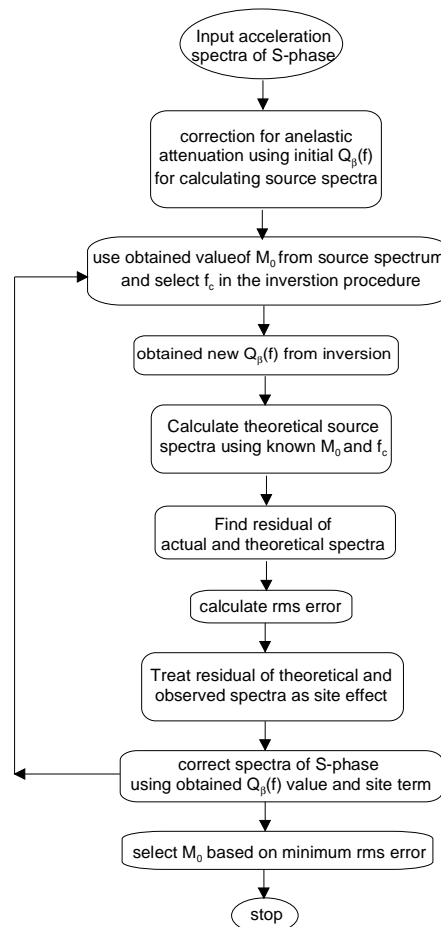 Input acceleration
spectra of S-phase
correction for anelastic
attenuation using initial Qβ(f)
for calculating source spectra
use obtained valueof M0 from source spectrum
and select fc in the inverstion procedure
obtained new Qβ(f) from inversion
Calculate theoretical source
spectra using known M0 and fc
Find residual of
actual and theoretical spectra
calculate rms error
Treat residual of theoretical and
observed spectra as site effect
correct spectra of S-phase
using obtained Qβ(f) value and site term
select M0 based on minimum rms error
stop